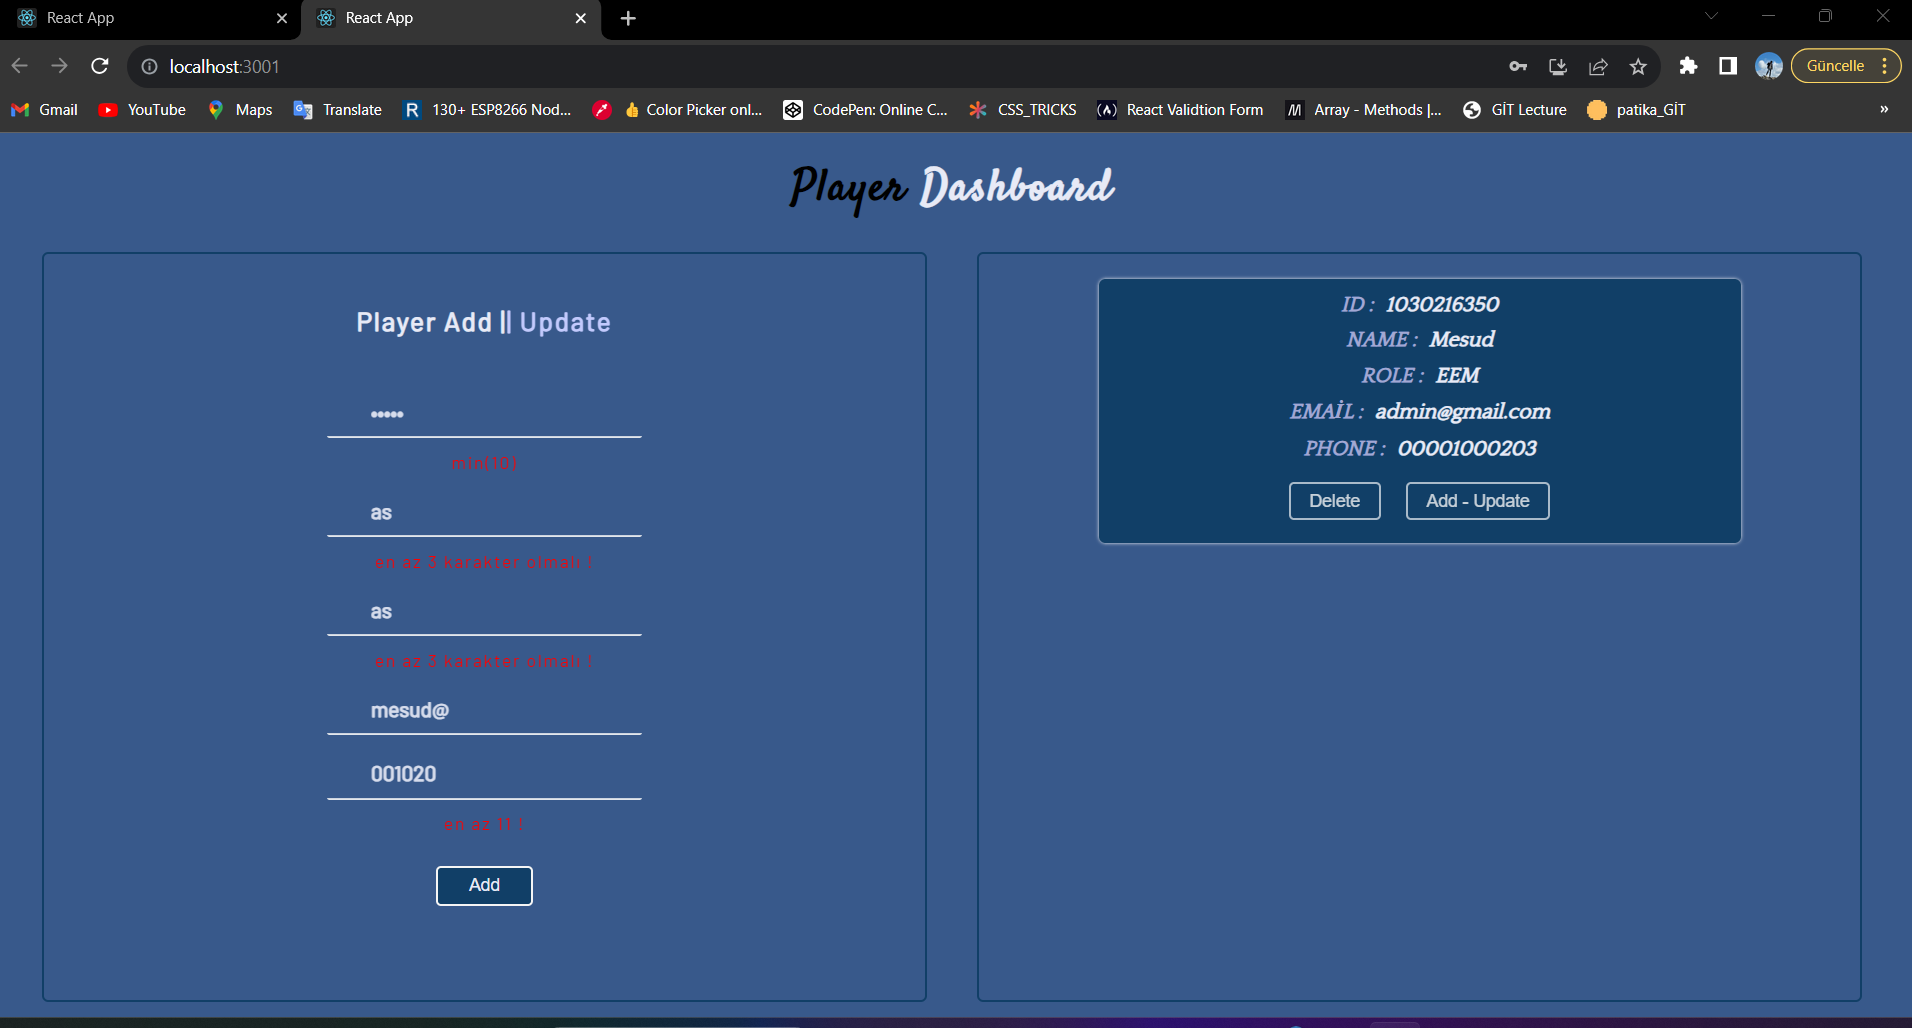 React App
React App
localhost:3001
Güncelle
Gmail
YouTube
Maps
Translate
130+ ESP8266 Nod...
Color Picker onl...
CodePen: Online C...
CSS_TRICKS
React Validtion Form
Array - Methods |...
GİT Lecture
patika_GİT
»
Player Dashboard
Player Add || Update
•••••
min(10)
as
en az 3 karakter olmalı !
as
en az 3 karakter olmalı !
mesud@
001020
en az 11 !
Add
ID : 1030216350
NAME : Mesud
ROLE : EEM
EMAİL : admin@gmail.com
PHONE : 00001000203
Delete
Add - Update